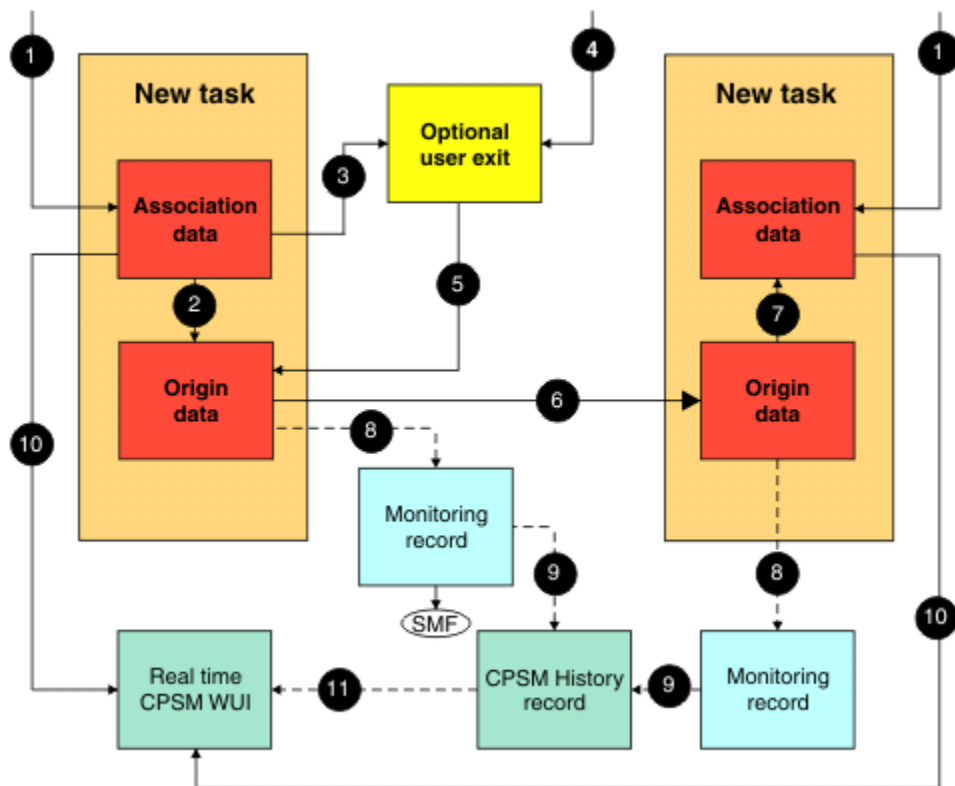 1
4
1
New task
New task
Optional
user exit
3
Association
data
Association
data
5
2
7
Origin
data
Origin
data
6
8
10
Monitoring
record
9
8
SMF
10
Real time
CPSM WUI
11
CPSM History
record
9
Monitoring
record